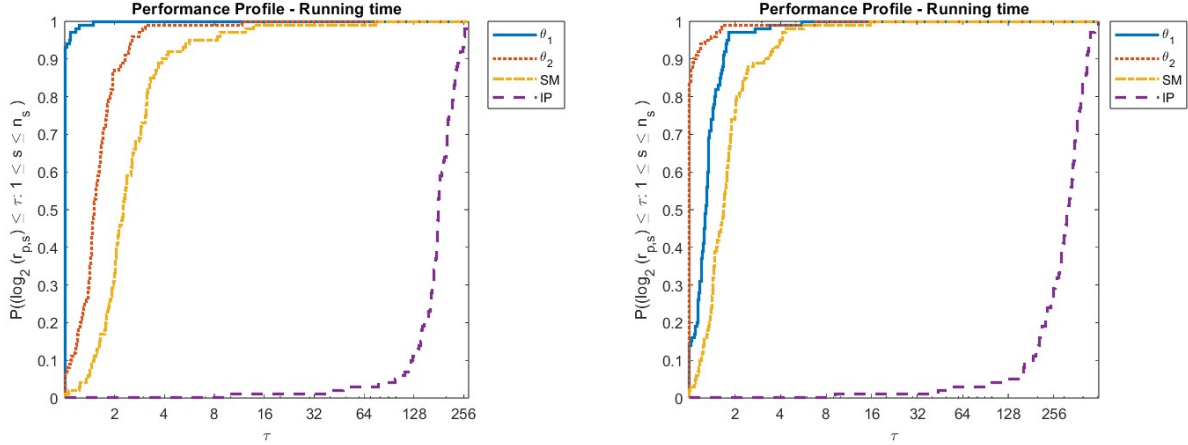 Performance Profile - Running time
P((log₂ (r_{p,s}) ≤ τ: 1 ≤ s ≤ n_s)
1
0.9
0.8
0.7
0.6
0.5
0.4
0.3
0.2
0.1
0
2
4
8
16
32
64
128
256
τ
θ₁
θ₂
SM
IP
Performance Profile - Running time
P((log₂ (r_{p,s}) ≤ τ: 1 ≤ s ≤ n_s)
1
0.9
0.8
0.7
0.6
0.5
0.4
0.3
0.2
0.1
0
2
4
8
16
32
64
128
256
τ
θ₁
θ₂
SM
IP